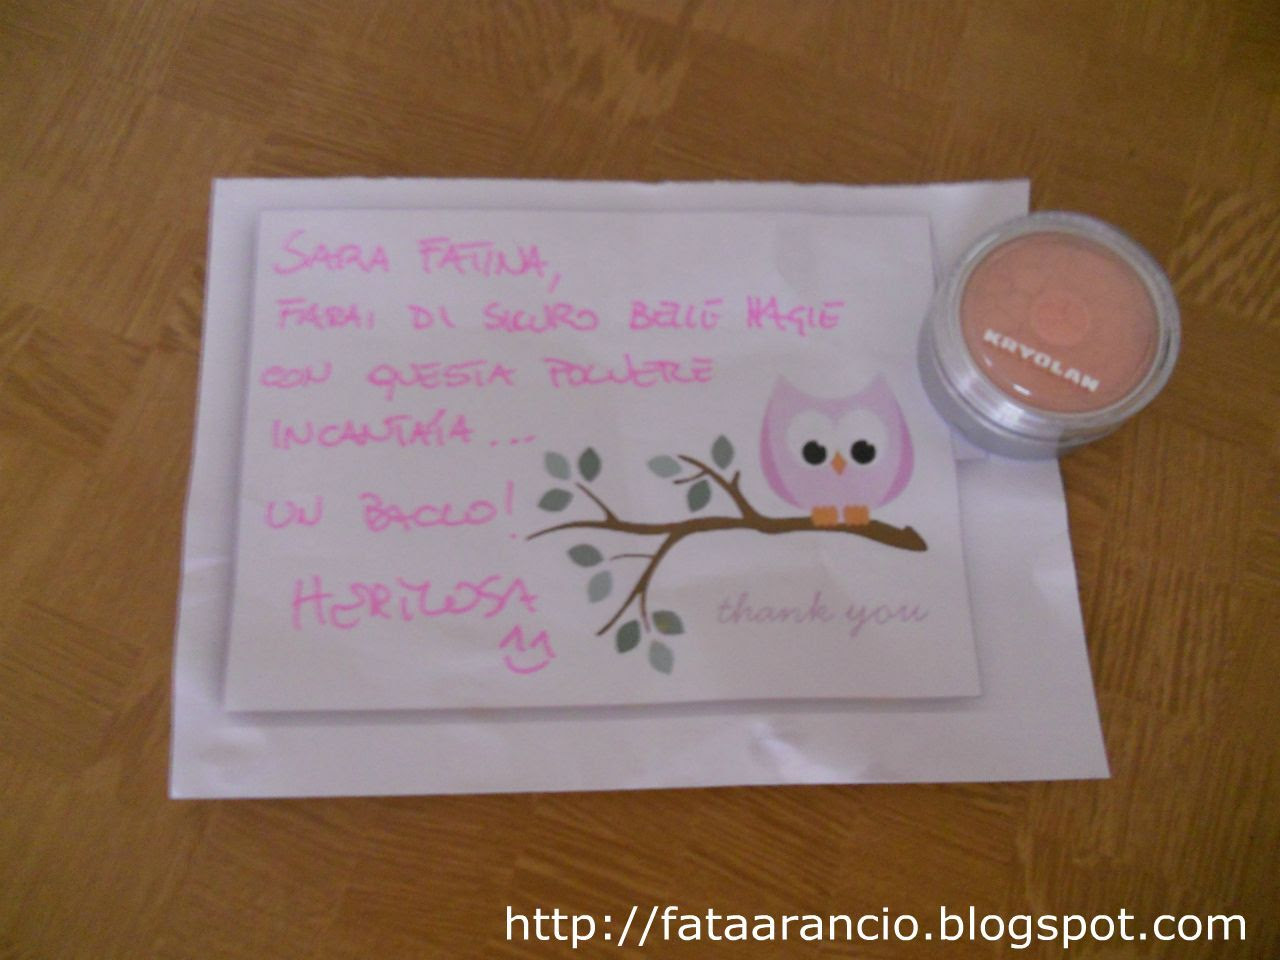 SARA FATINA,
FARAI DI SICURO BELLE MAGIE
CON QUESTA POLVERE
INCANTATA...
UN BACIO!
HERMOSA
thank you
KRYOLAN
http://fataarancio.blogspot.com